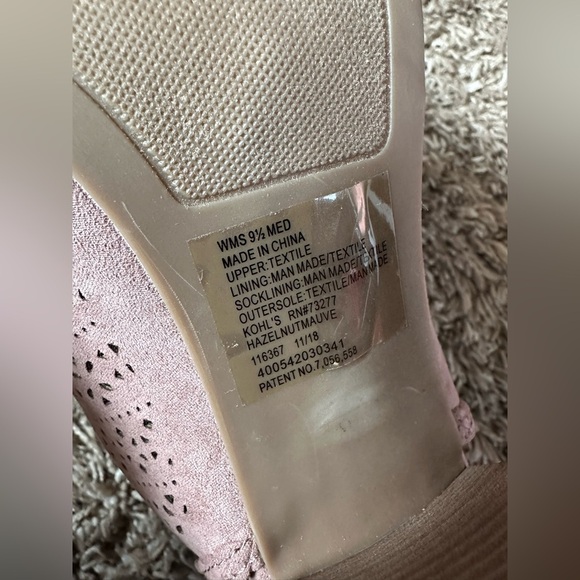 WMS 9½ MED
MADE IN CHINA
UPPER:TEXTILE
LINING:MAN MADE/TEXTILE
SOCKLINING:MAN MADE/TEXTILE
OUTERSOLE:TEXTILE/MAN MADE
KOHL'S RN#73277
HAZELNUTMAUVE
116367 11/18
400542030341
PATENT NO.7,056,558